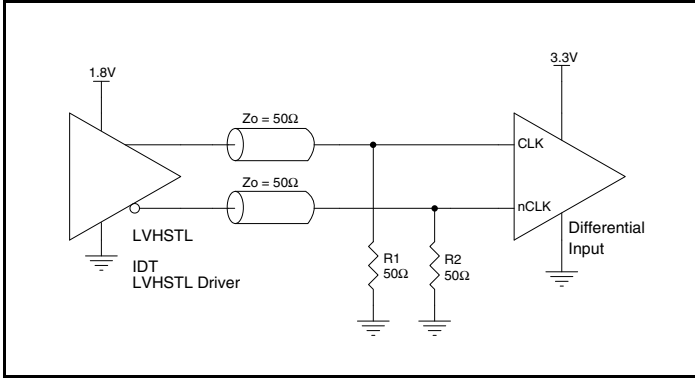 1.8V
3.3V
Zo = 50Ω
CLK
Zo = 50Ω
nCLK
LVHSTL
IDT
LVHSTL Driver
R1
50Ω
R2
50Ω
Differential
Input